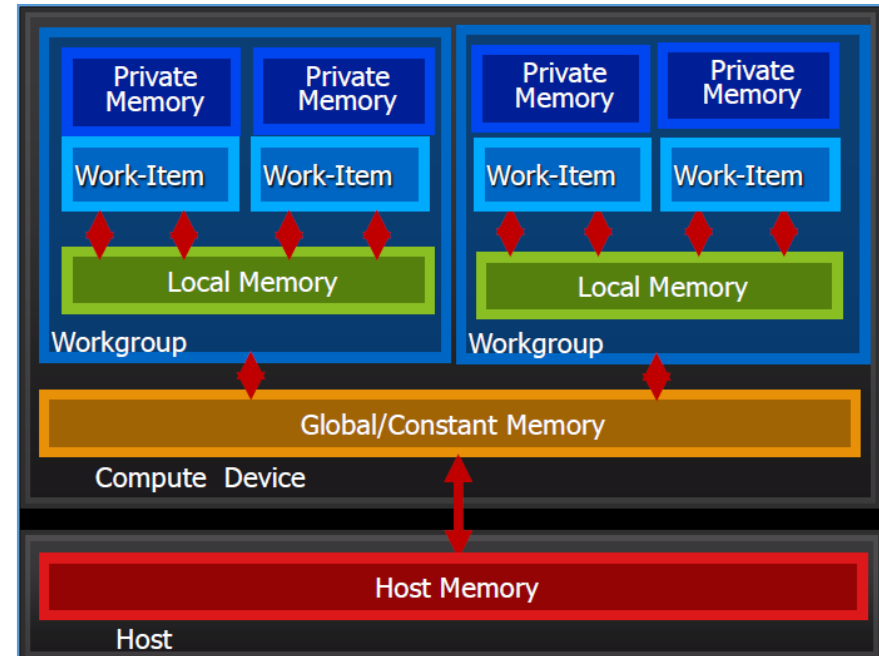 Private Memory
Private Memory
Private Memory
Private Memory
Work-Item
Work-Item
Work-Item
Work-Item
Local Memory
Local Memory
Workgroup
Workgroup
Global/Constant Memory
Compute Device
Host Memory
Host